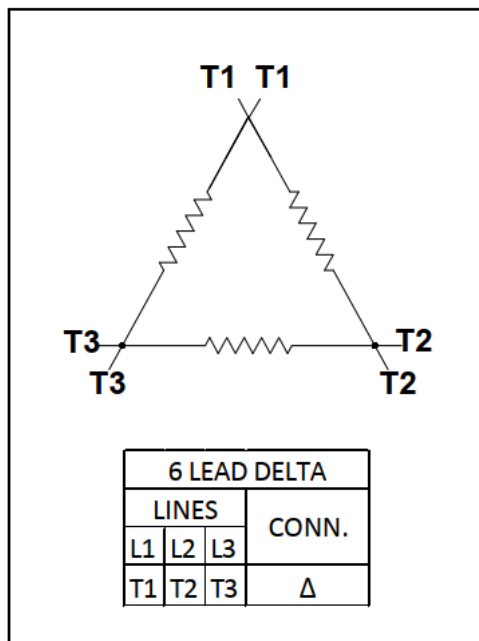 T1 T1
T3 T2
T3 T2
6 LEAD DELTA
LINES CONN.
L1 L2 L3
T1 T2 T3 Δ